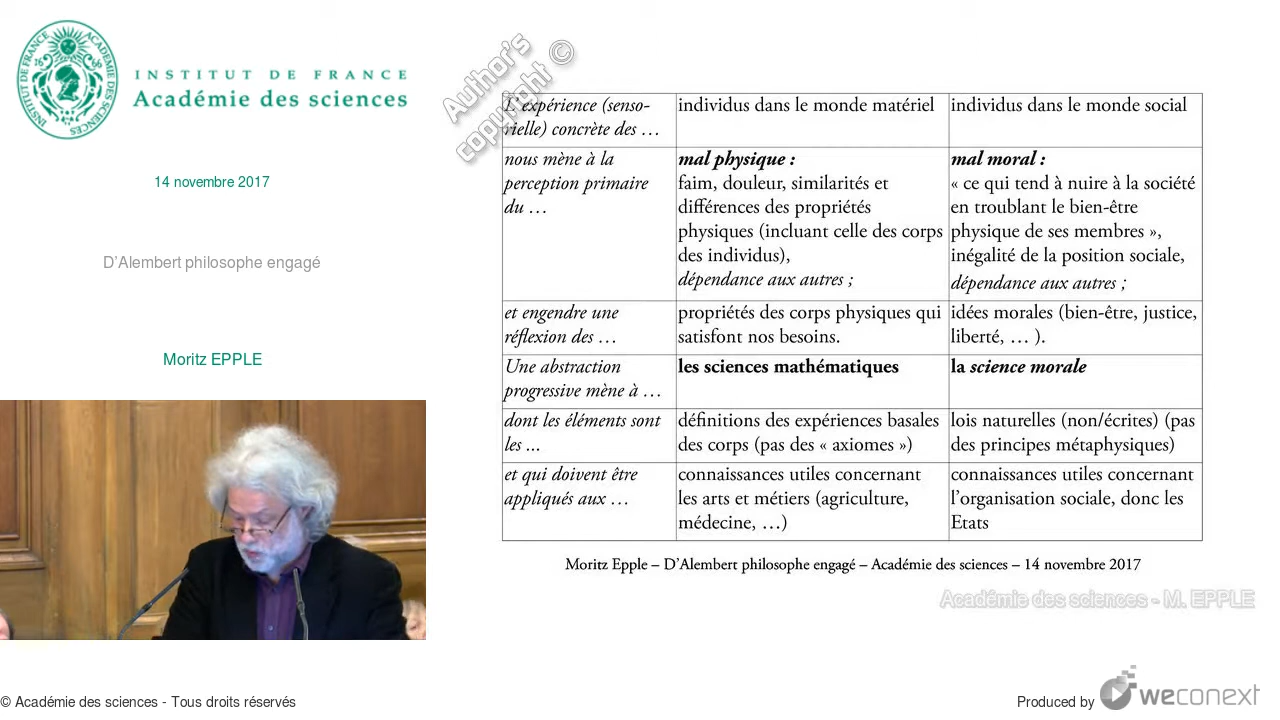 INSTITUT DE FRANCE
Académie des sciences
INSTITUT DE FRANCE
ACADÉMIE DES SCIENCES
1666
14 novembre 2017
D'Alembert philosophe engagé
Moritz EPPLE
Author's
copyright ©
L'expérience (senso-
rielle) concrète des …
individus dans le monde matériel
individus dans le monde social
nous mène à la
perception primaire
du …
mal physique :
faim, douleur, similarités et
différences des propriétés
physiques (incluant celle des corps
des individus),
dépendance aux autres ;
mal moral :
« ce qui tend à nuire à la société
en troublant le bien-être
physique de ses membres »,
inégalité de la position sociale,
dépendance aux autres ;
et engendre une
réflexion des …
propriétés des corps physiques qui
satisfont nos besoins.
idées morales (bien-être, justice,
liberté, … ).
Une abstraction
progressive mène à …
les sciences mathématiques
la science morale
dont les éléments sont
les ...
définitions des expériences basales
des corps (pas des « axiomes »)
lois naturelles (non/écrites) (pas
des principes métaphysiques)
et qui doivent être
appliqués aux …
connaissances utiles concernant
les arts et métiers (agriculture,
médecine, …)
connaissances utiles concernant
l'organisation sociale, donc les
Etats
Moritz Epple – D'Alembert philosophe engagé – Académie des sciences – 14 novembre 2017
Académie des sciences - M. EPPLE
© Académie des sciences - Tous droits réservés
Produced by
weconext